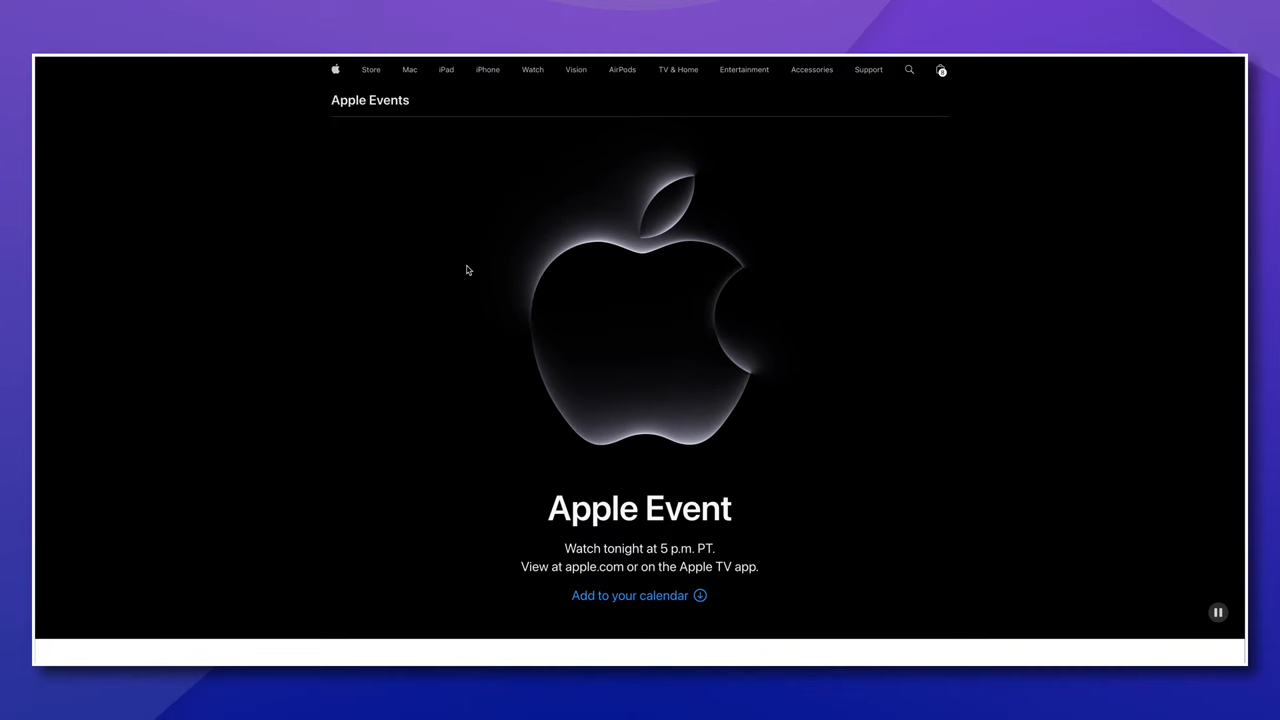 Store Mac iPad iPhone Watch Vision AirPods TV & Home Entertainment Accessories Support
Apple Events
Apple Event
Watch tonight at 5 p.m. PT.
View at apple.com or on the Apple TV app.
Add to your calendar